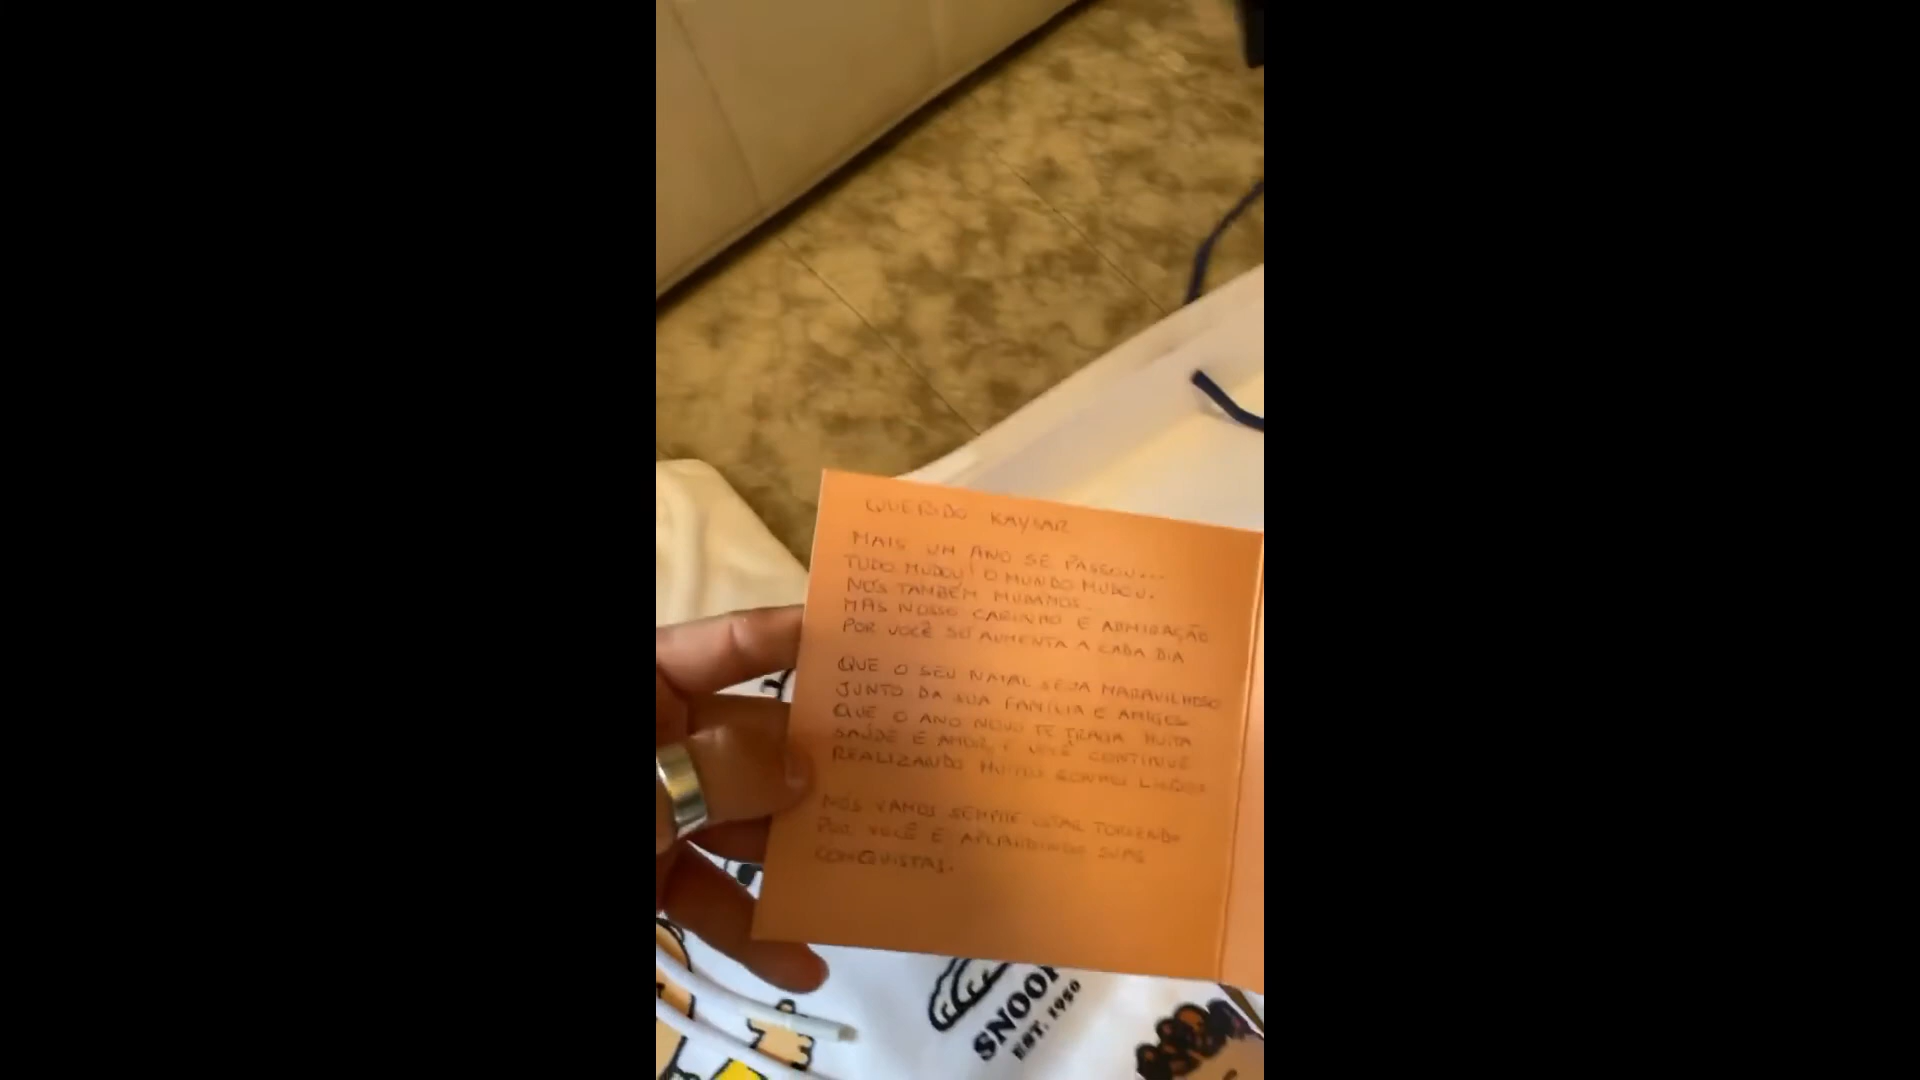 QUERIDO KAYSAR
MAIS UM ANO SE PASSOU...
TUDO MUDOU! O MUNDO MUDOU.
NÓS TAMBÉM MUDAMOS.
MAS NOSSO CARINHO E ADMIRAÇÃO
POR VOCÊ SÓ AUMENTA A CADA DIA
QUE O SEU NATAL SEJA MARAVILHOSO
JUNTO DA SUA FAMÍLIA E AMIGOS
QUE O ANO NOVO TE TRAGA MUITA
SAÚDE E AMOR, E VOCÊ CONTINUE
REALIZANDO MUITOS SONHOS LINDOS
NÓS VAMOS SEMPRE ESTAR TORCENDO
POR VOCÊ E APLAUDINDO SUAS
CONQUISTAS.
SNOOP
EST. 1950